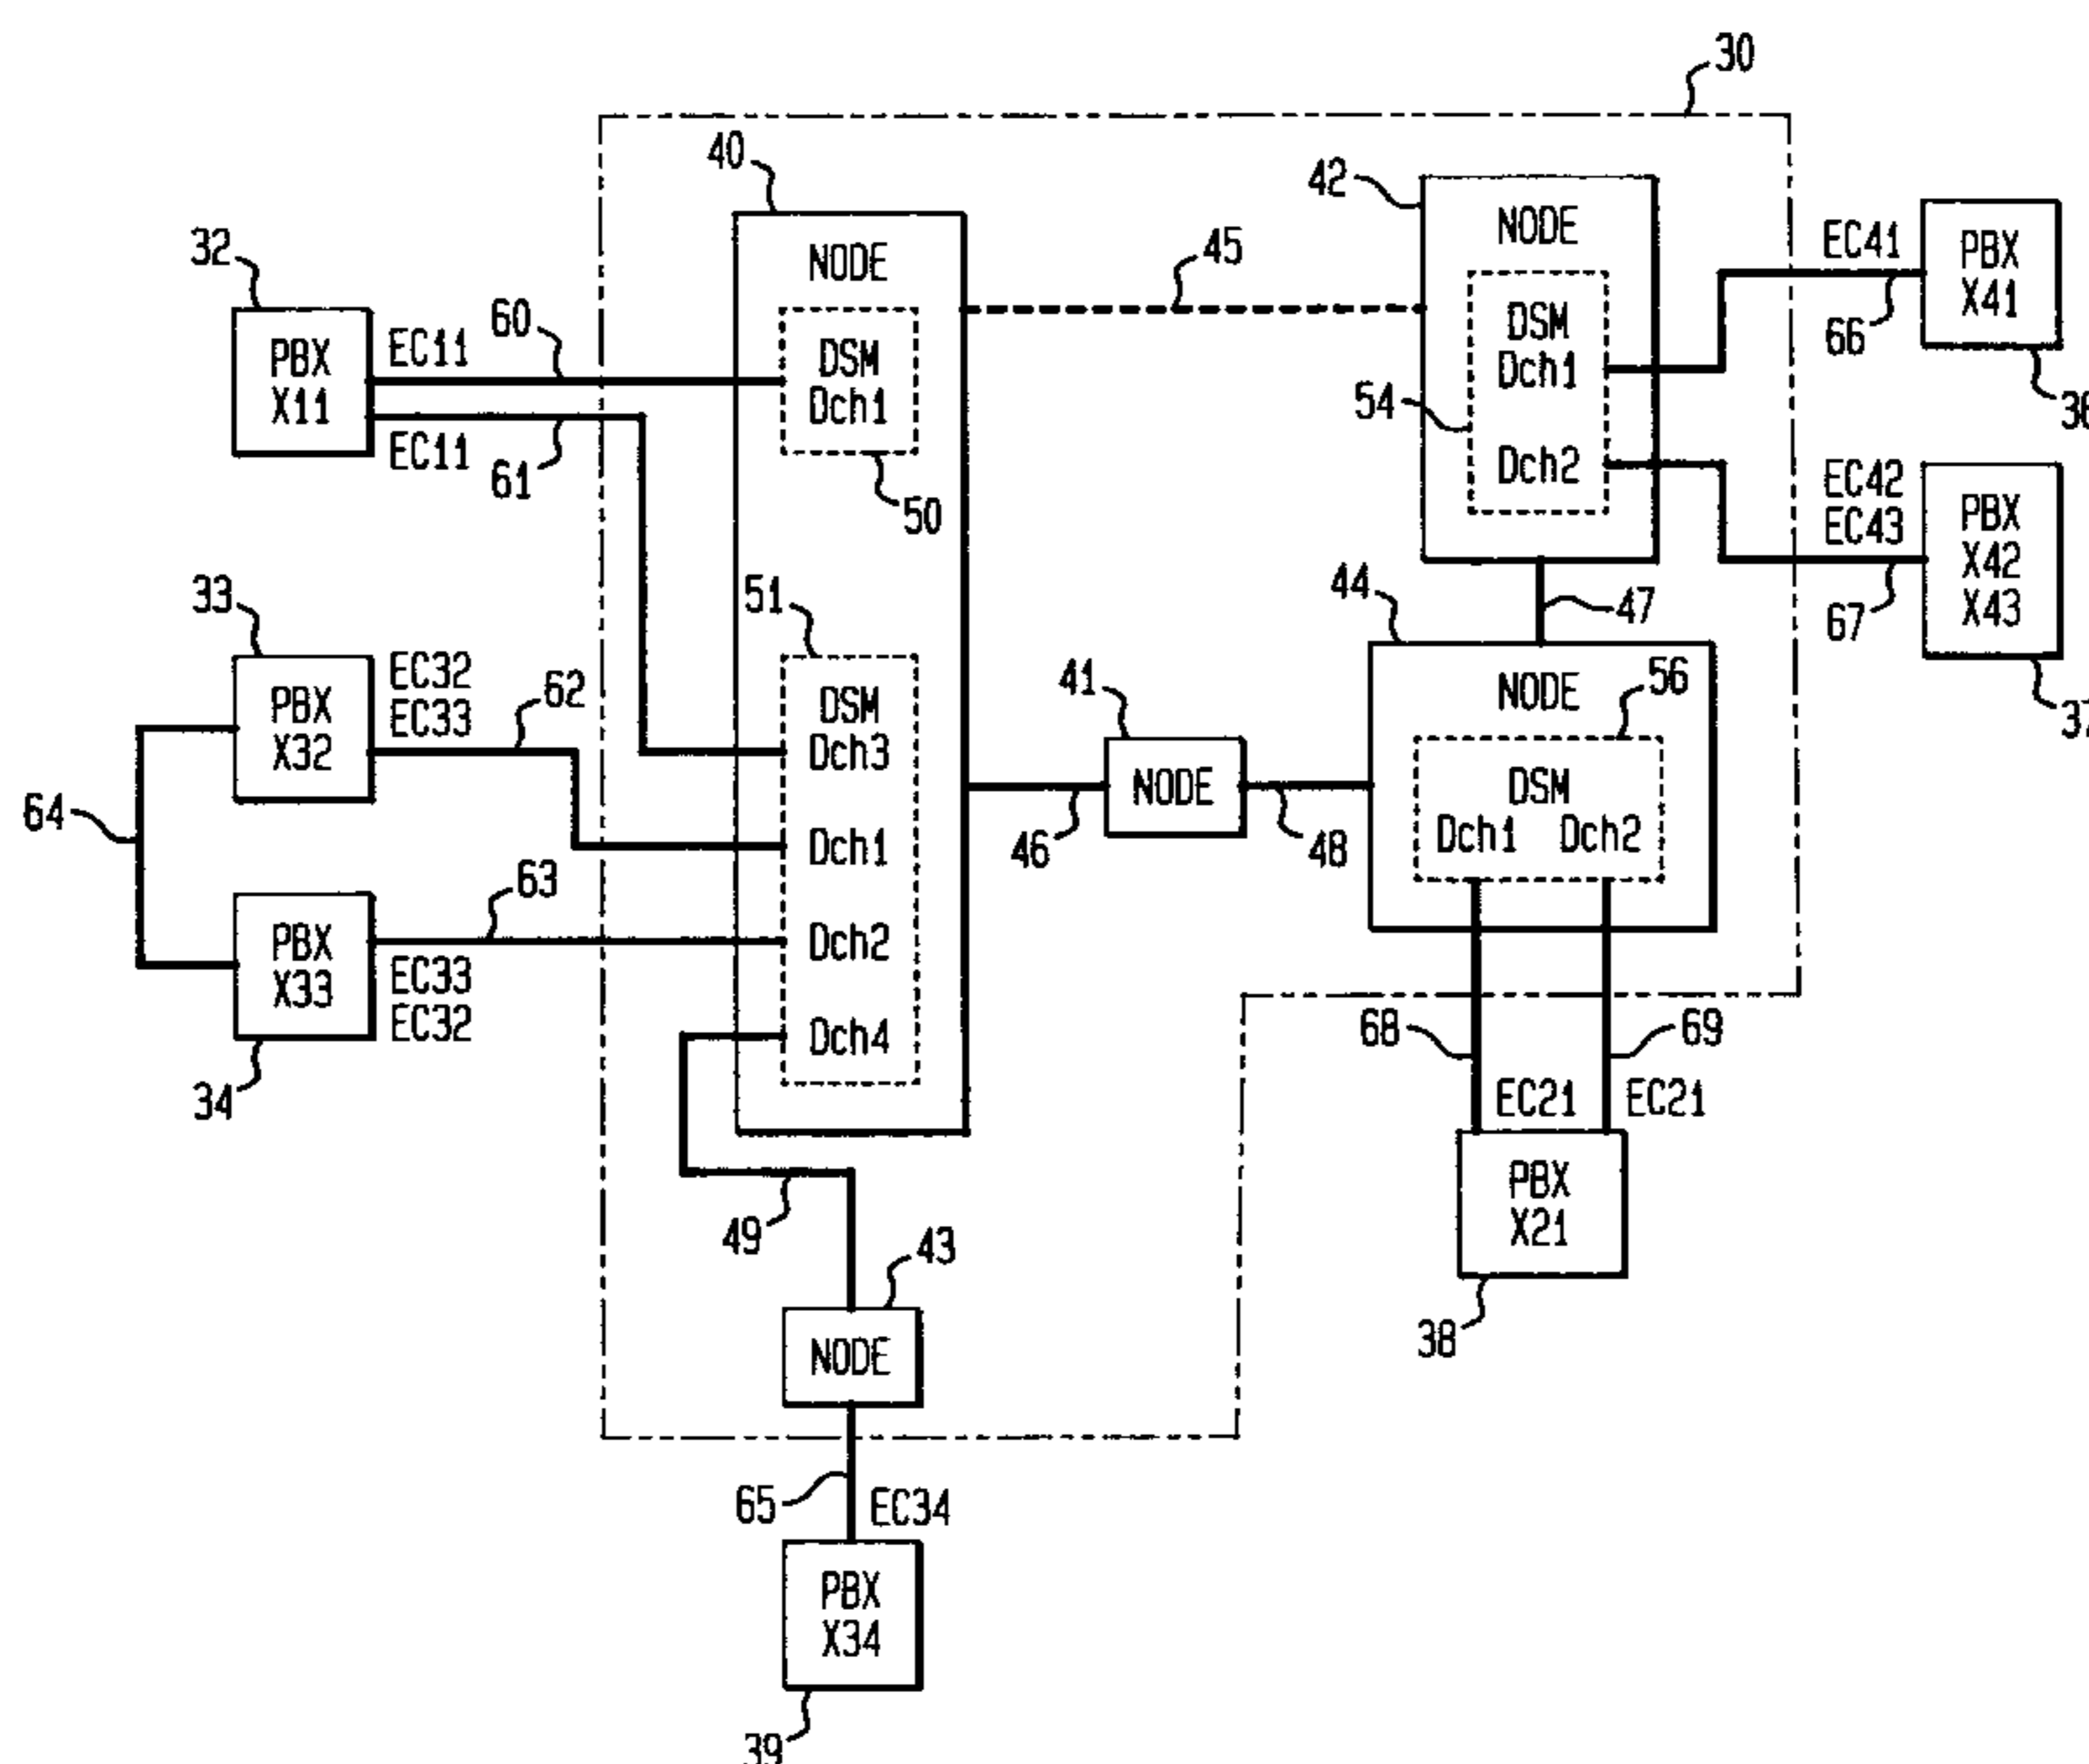 30
40
42
NODE
DSM
Dch1
50
45
NODE
DSM
Dch1
Dch2
54
32
PBX
X11
EC11
60
EC11
61
EC41
66
PBX
X41
EC42
EC43
67
PBX
X42
X43
33
PBX
X32
EC32
EC33
62
64
PBX
X33
34
63
EC33
EC32
51
DSM
Dch3
Dch1
Dch2
Dch4
41
NODE
46
48
44
47
NODE
56
DSM
Dch1 Dch2
68
69
EC21
EC21
PBX
X21
38
49
43
NODE
65
EC34
PBX
X34
39